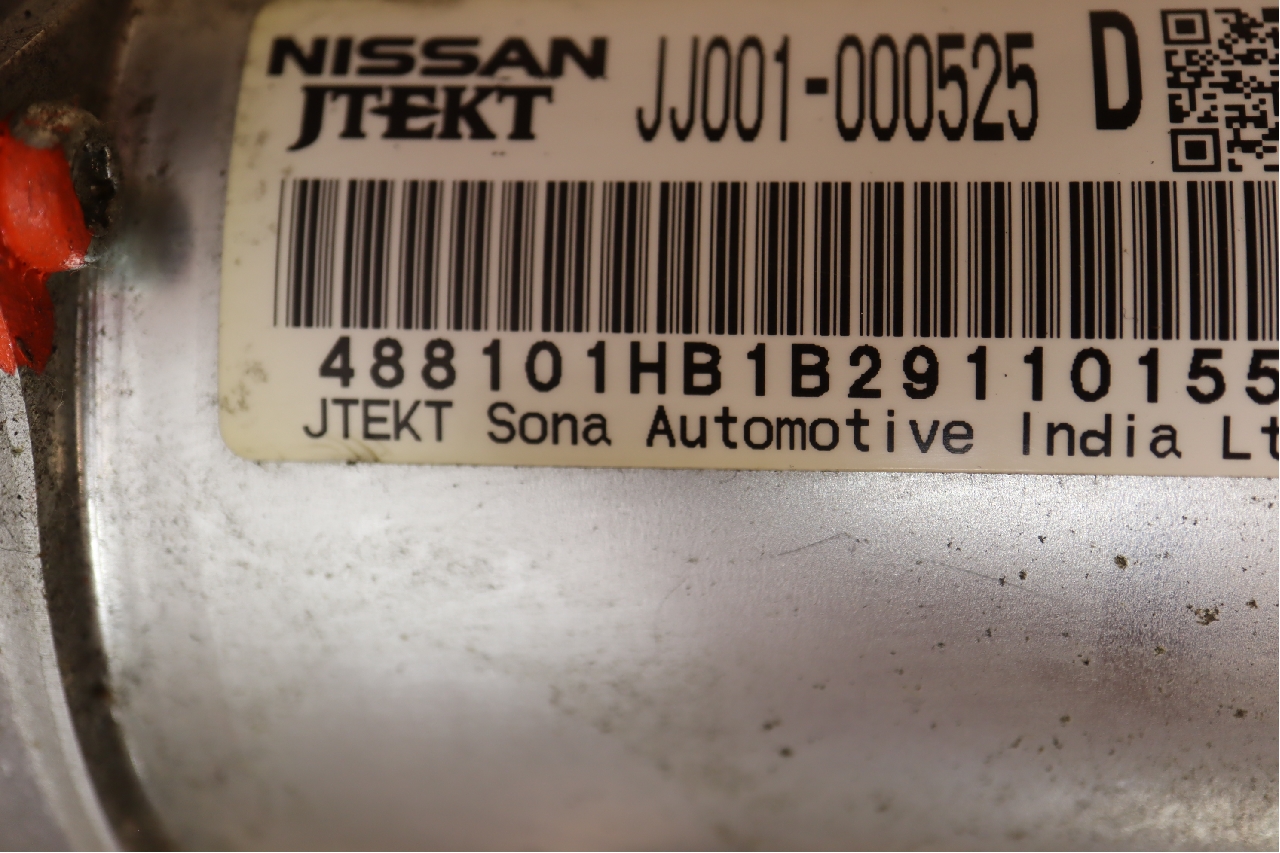 NISSAN JJ001-000525 D
JTEKT
488101HB1B29110155
JTEKT Sona Automotive India Lt